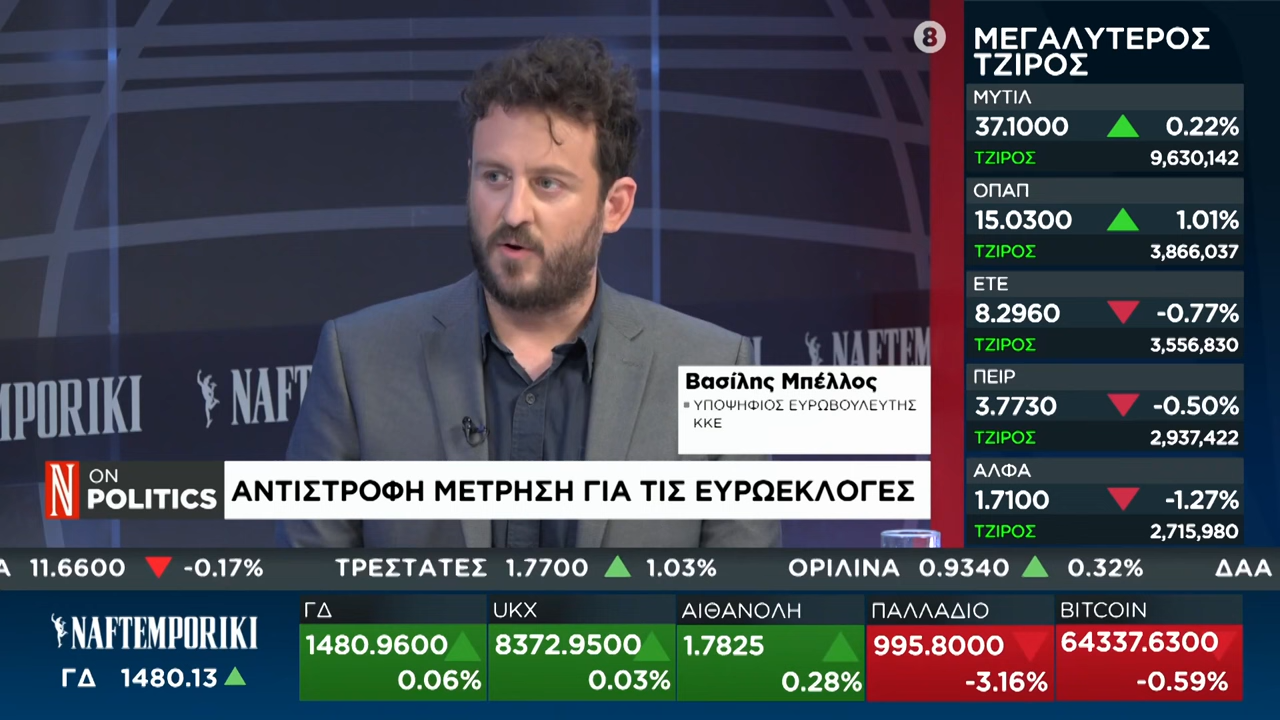 8
ΜΕΓΑΛΥΤΕΡΟΣ
ΤΖΙΡΟΣ
ΜΥΤΙΛ
37.1000 0.22%
ΤΖΙΡΟΣ 9,630,142
ΟΠΑΠ
15.0300 1.01%
ΤΖΙΡΟΣ 3,866,037
ΕΤΕ
8.2960 -0.77%
ΤΖΙΡΟΣ 3,556,830
ΠΕΙΡ
3.7730 -0.50%
ΤΖΙΡΟΣ 2,937,422
ΑΛΦΑ
1.7100 -1.27%
ΤΖΙΡΟΣ 2,715,980
MPORIKI
NAFT
NAFTEM
Βασίλης Μπέλλος
ΥΠΟΨΗΦΙΟΣ ΕΥΡΩΒΟΥΛΕΥΤΗΣ
ΚΚΕ
N ON POLITICS
ΑΝΤΙΣΤΡΟΦΗ ΜΕΤΡΗΣΗ ΓΙΑ ΤΙΣ ΕΥΡΩΕΚΛΟΓΕΣ
Α 11.6600 -0.17% ΤΡΕΣΤΑΤΕΣ 1.7700 1.03% ΟΡΙΛΙΝΑ 0.9340 0.32% ΔΑΑ
NAFTEMPORIKI
ΓΔ 1480.13
ΓΔ
1480.9600
0.06%
UKX
8372.9500
0.03%
ΑΙΘΑΝΟΛΗ
1.7825
0.28%
ΠΑΛΛΑΔΙΟ
995.8000
-3.16%
BITCOIN
64337.6300
-0.59%